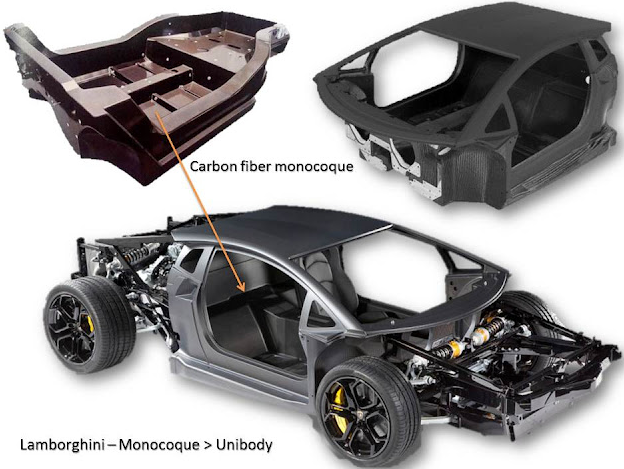 Carbon fiber monocoque
Lamborghini – Monocoque > Unibody